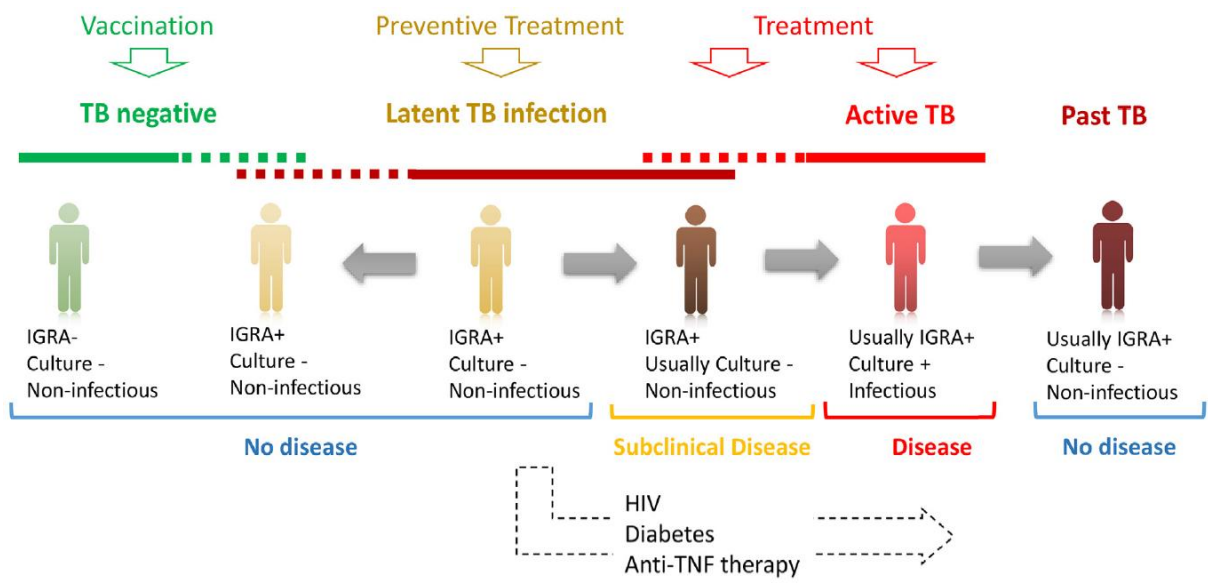 Vaccination
Preventive Treatment
Treatment
TB negative
Latent TB infection
Active TB
Past TB
IGRA-
Culture -
Non-infectious
IGRA+
Culture -
Non-infectious
IGRA+
Culture -
Non-infectious
IGRA+
Usually Culture -
Non-infectious
Usually IGRA+
Culture +
Infectious
Usually IGRA+
Culture -
Non-infectious
No disease
Subclinical Disease
Disease
No disease
HIV
Diabetes
Anti-TNF therapy